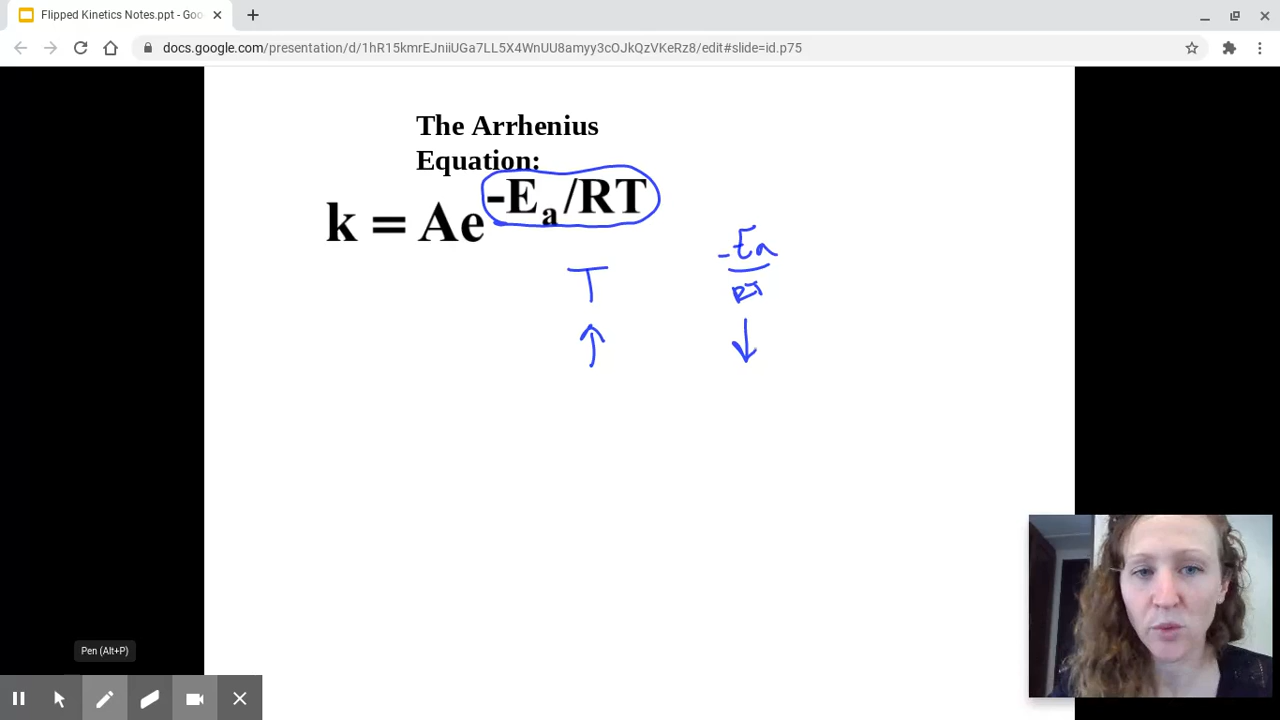 Flipped Kinetics Notes.ppt - Goo
docs.google.com/presentation/d/1hR15kmrEJniiUGa7LL5X4WnUU8amyy3cOJkQzVKeRz8/edit#slide=id.p75
The Arrhenius
Equation:
k = Ae^-Ea/RT
T
-Ea
RT
↑ ↓
Pen (Alt+P)